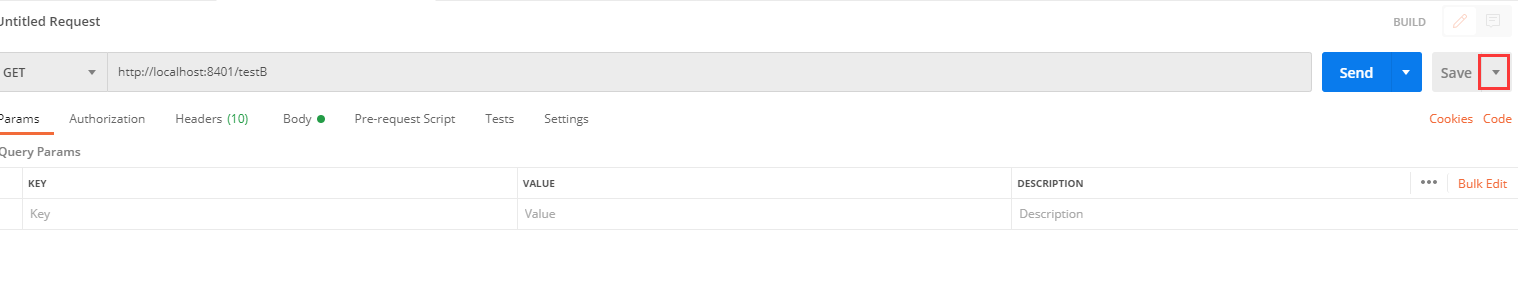 Untitled Request
BUILD
GET http://localhost:8401/testB Send Save
Params Authorization Headers (10) Body Pre-request Script Tests Settings Cookies Code
Query Params
KEY VALUE DESCRIPTION ••• Bulk Edit
Key Value Description